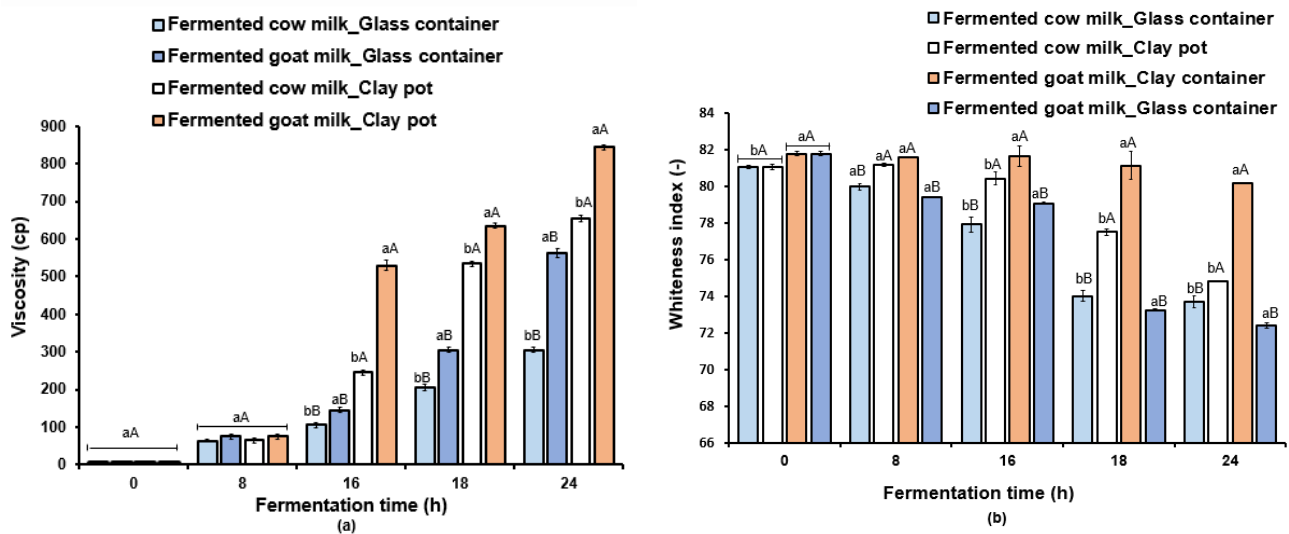 Fermented cow milk_Glass container
Fermented goat milk_Glass container
Fermented cow milk_Clay pot
Fermented goat milk_Clay pot
900
800
700
600
500
400
300
200
100
0
Viscosity (cp)
aA
aA
bB
aB
bA
aA
bB
aB
bA
aA
bB
aB
bA
aA
0 8 16 18 24
Fermentation time (h)
(a)
Fermented cow milk_Glass container
Fermented cow milk_Clay pot
Fermented goat milk_Clay container
Fermented goat milk_Glass container
84
82
80
78
76
74
72
70
68
66
Whiteness index (-)
bA
aA
aB
aA
aA
aB
bB
bA
aA
aB
bB
bA
aA
aB
bB
bA
aA
aB
0 8 16 18 24
Fermentation time (h)
(b)